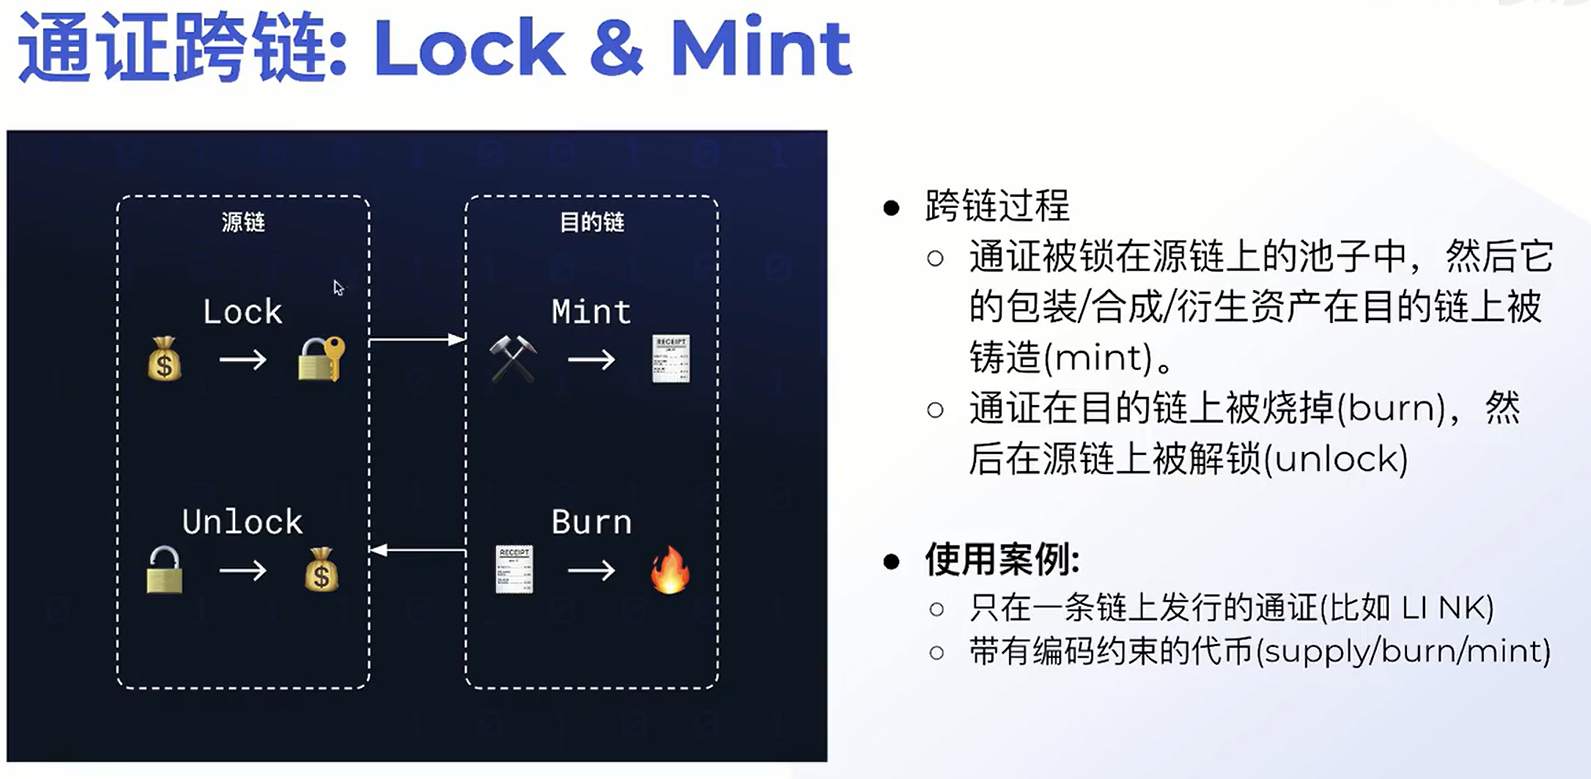 通证跨链: Lock & Mint
源链
目的链
Lock
Mint
RECEIPT
Unlock
Burn
RECEIPT
跨链过程
通证被锁在源链上的池子中，然后它
的包装/合成/衍生资产在目的链上被
铸造(mint)。
通证在目的链上被烧掉(burn)，然
后在源链上被解锁(unlock)
使用案例:
只在一条链上发行的通证(比如 LI NK)
带有编码约束的代币(supply/burn/mint)